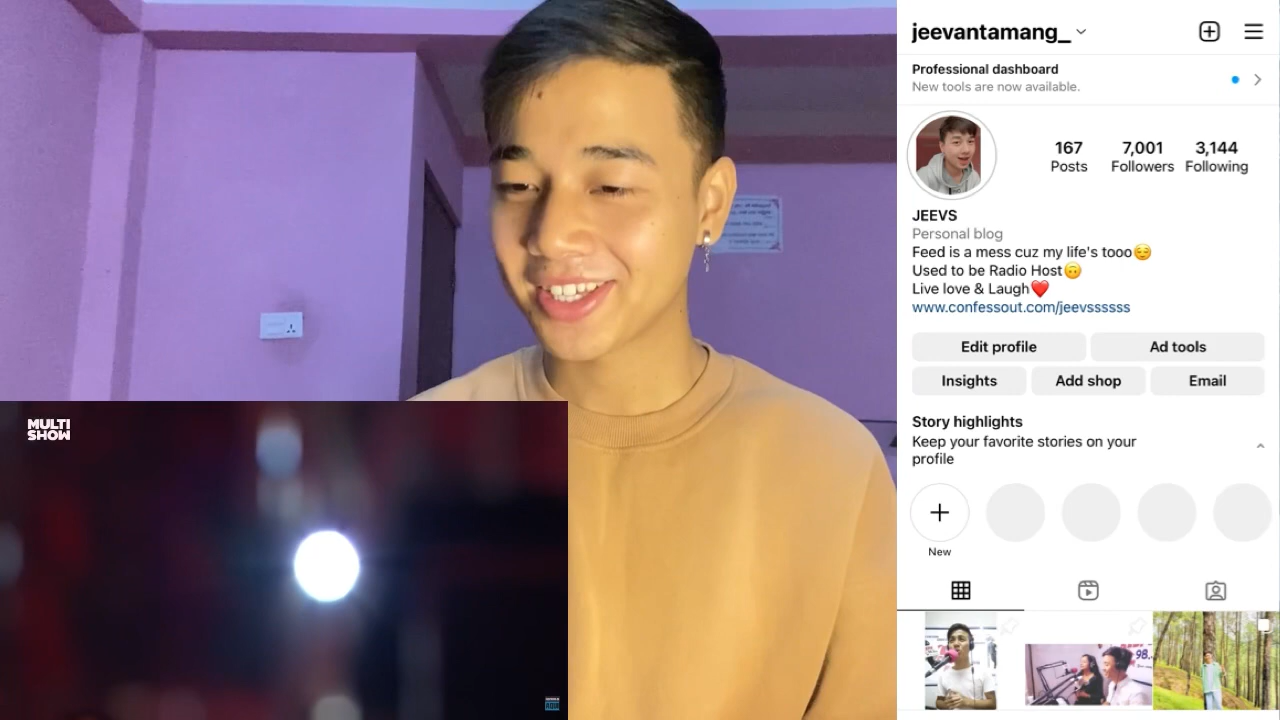 MULTI
SHOW
jeevantamang_
Professional dashboard
New tools are now available.
167
Posts
7,001
Followers
3,144
Following
JEEVS
Personal blog
Feed is a mess cuz my life's tooo😌
Used to be Radio Host🙃
Live love & Laugh❤️
www.confessout.com/jeevssssss
Edit profile
Ad tools
Insights
Add shop
Email
Story highlights
Keep your favorite stories on your
profile
New
98.